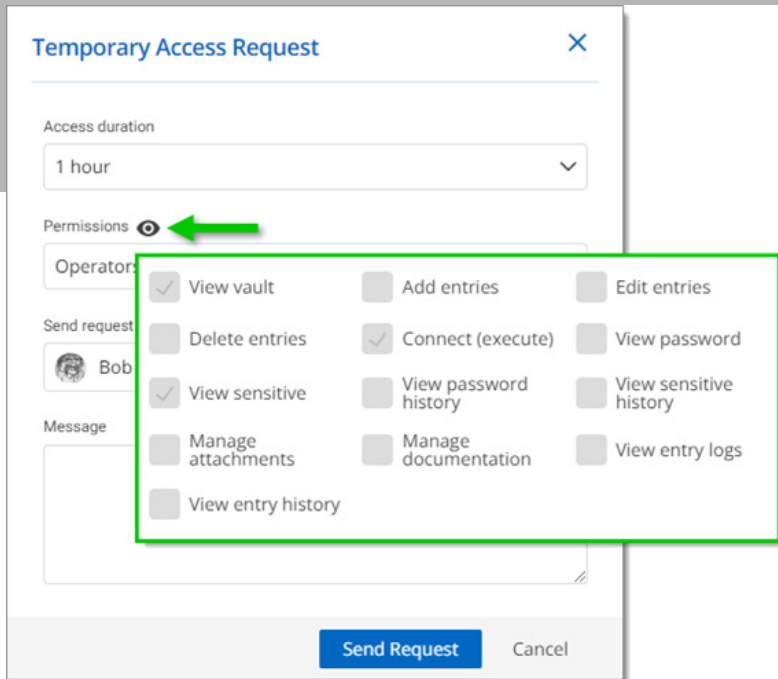 Temporary Access Request
Access duration
1 hour
Permissions
Operators
View vault
Add entries
Edit entries
Send request
Delete entries
Connect (execute)
View password
Bob
View sensitive
View password
history
View sensitive
history
Message
Manage
attachments
Manage
documentation
View entry logs
View entry history
Send Request
Cancel